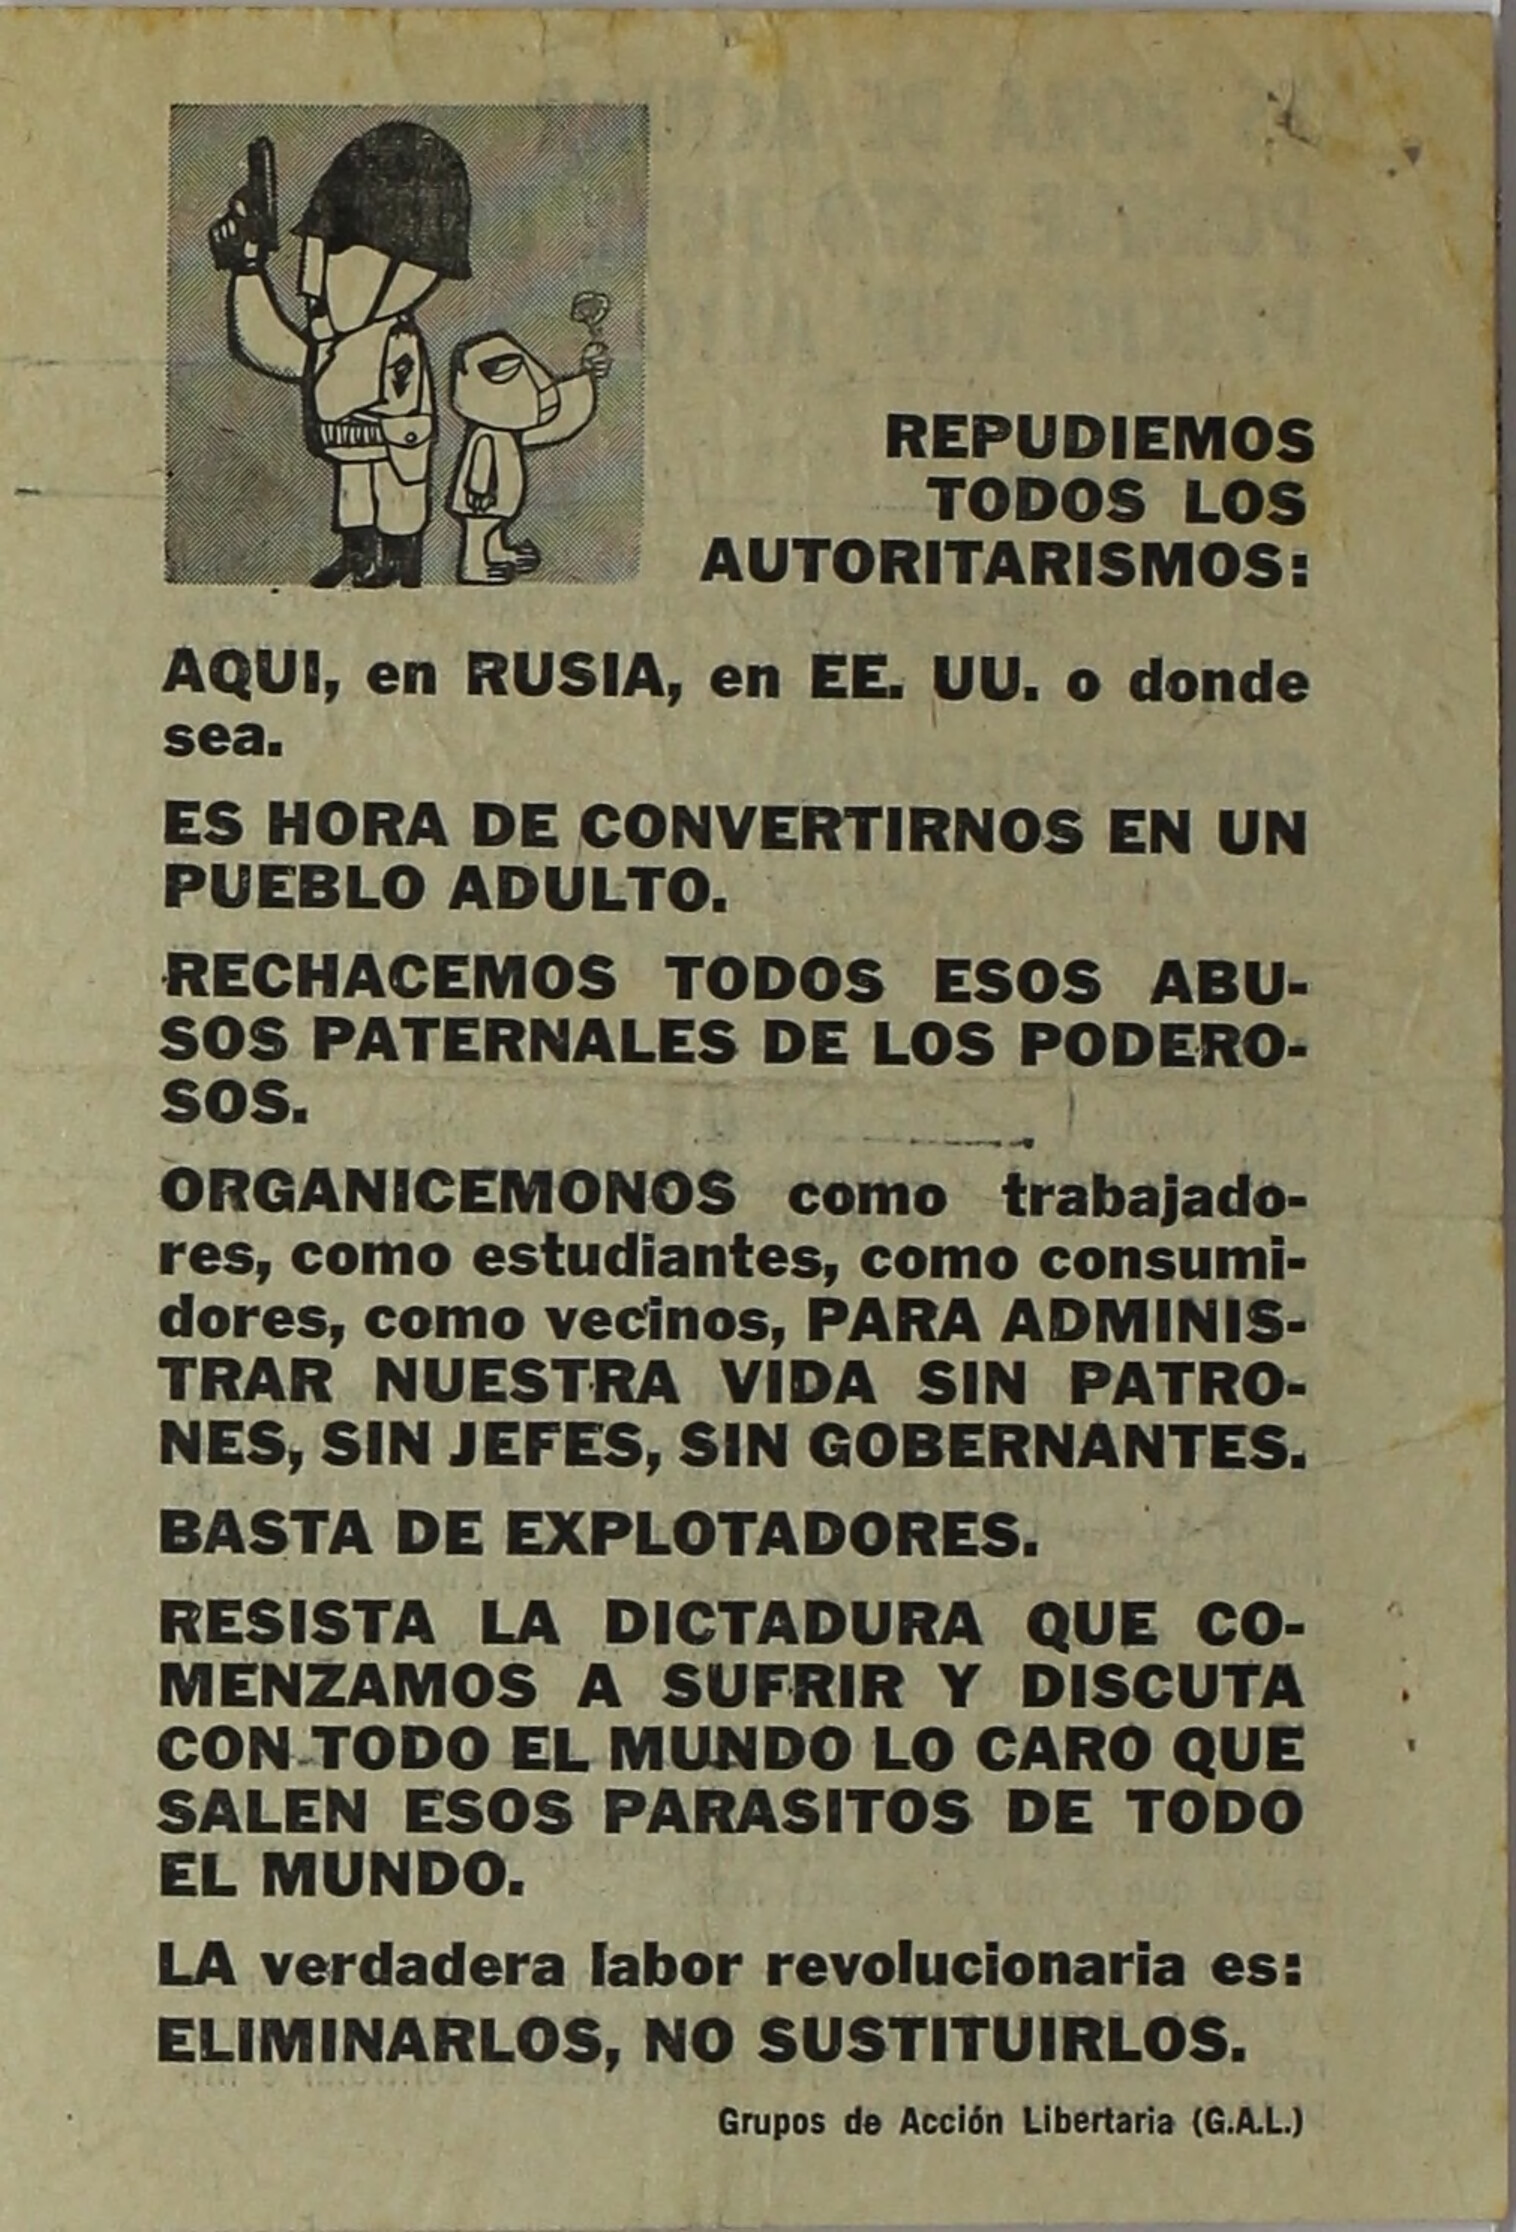 REPUDIEMOS
TODOS LOS
AUTORITARISMOS:
AQUI, en RUSIA, en EE. UU. o donde
sea.
ES HORA DE CONVERTIRNOS EN UN
PUEBLO ADULTO.
RECHACEMOS TODOS ESOS ABU-
SOS PATERNALES DE LOS PODERO-
SOS.
ORGANICEMONOS como trabajado-
res, como estudiantes, como consumi-
dores, como vecinos, PARA ADMINIS-
TRAR NUESTRA VIDA SIN PATRO-
NES, SIN JEFES, SIN GOBERNANTES.
BASTA DE EXPLOTADORES.
RESISTA LA DICTADURA QUE CO-
MENZAMOS A SUFRIR Y DISCUTA
CON TODO EL MUNDO LO CARO QUE
SALEN ESOS PARASITOS DE TODO
EL MUNDO.
LA verdadera labor revolucionaria es:
ELIMINARLOS, NO SUSTITUIRLOS.
Grupos de Acción Libertaria (G.A.L.)